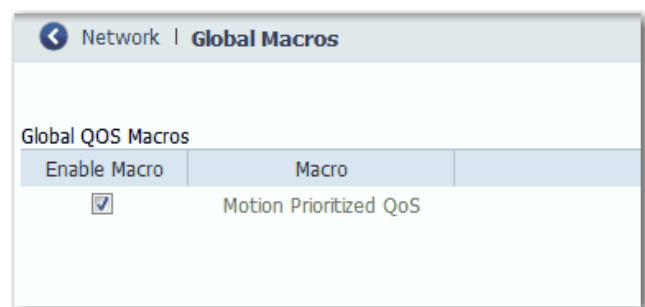 Network | Global Macros
Global QOS Macros
Enable Macro Macro
Motion Prioritized QoS